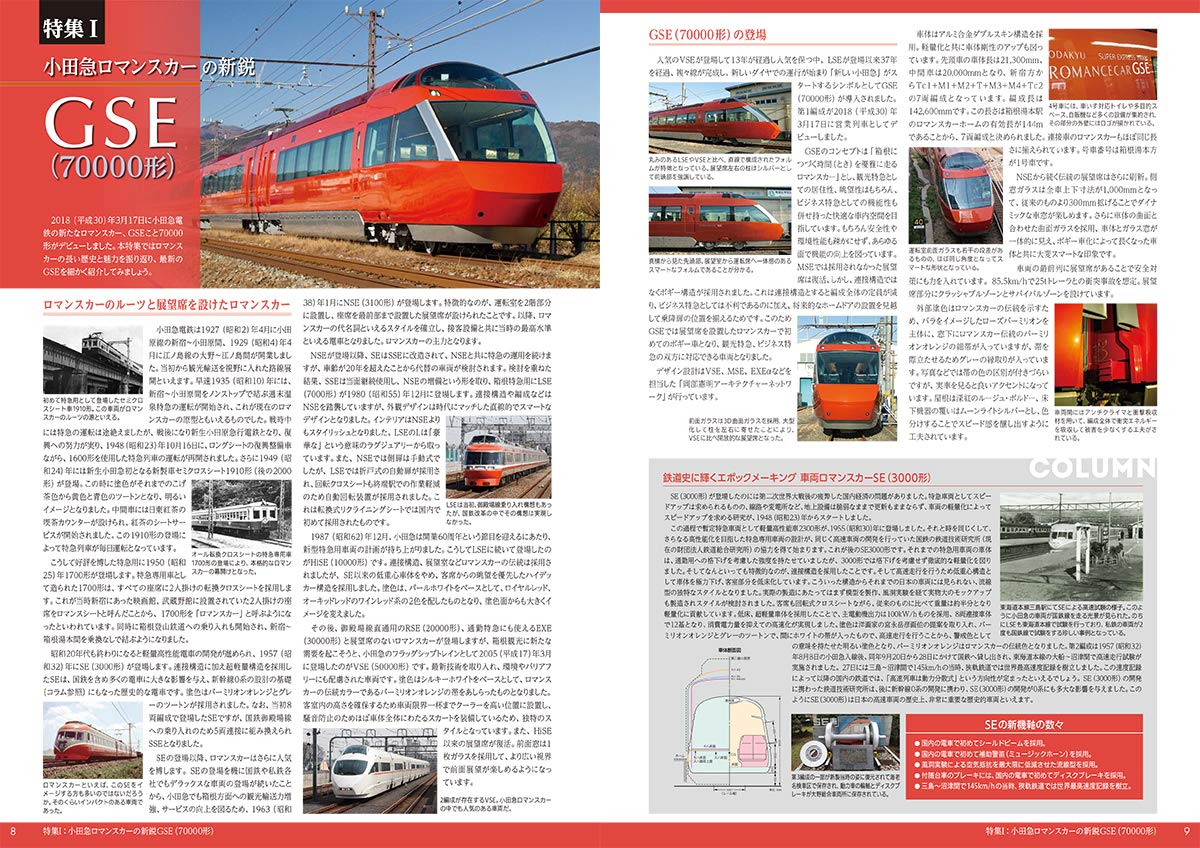 特集Ⅰ
小田急ロマンスカーの新鋭
GSE
(70000形)
2018(平成30)年3月17日に小田急電
鉄の新たなロマンスカー、GSEこと70000
形がデビューしました。本特集ではロマンス
カーの長い歴史と魅力を振り返り、最新の
GSEを細かく紹介してみましょう。
ロマンスカーのルーツと展望席を設けたロマンスカー
初めて特急用として登場したセミクロ
スシート車1910形。この車両がロマン
スカーのルーツの源といえる。
小田急電鉄は1927(昭和2)年4月に小田
原線の新宿~小田原間、1929(昭和4)年4
月に江ノ島線の大野~江ノ島間が開業しまし
た。当初から観光輸送を視野に入れた路線展
開といえます。早速1935(昭和10)年には、
新宿~小田原間をノンストップで結ぶ週末温
泉特急の運行が開始され、これが現在のロマ
ンスカーの原型ともいえるものでした。戦時中
には特急の運行は途絶えましたが、戦後になり新生小田原急行電鉄となり、復
興への努力が実り、1948(昭和23)年10月16日に、ロングシートの復興整備車
ながら、1600形を使用した特急列車の運転が再開されました。さらに1949(昭
和24)年には新生小田急初となる新製車セミクロスシート1910形(後の2000
形)が登場。この時に塗色がそれまでのこげ
茶色から黄色と青色のツートンとなり、明るい
イメージとなりました。中間車には日東紅茶の
喫茶カウンターが設けられ、紅茶のシートサー
ビスが開始されました。この1910形の登場に
よって特急列車が毎日運転となっています。
オール転換クロスシートの特急専用車
1700形の登場により、本格的なロマン
スカーの幕開けとなった。
こうして好評を博した特急用に1950(昭和
25)年1700形が登場します。特急専用車とし
て造られた1700形は、すべての座席に2人掛けの転換クロスシートを採用しま
す。これが当時新宿にあった映画館、武蔵野館に設置されていた2人掛けの座
席をロマンスシートと呼んだことから、1700形を「ロマンスカー」と呼ぶようになっ
たといわれています。同時に箱根登山鉄道への乗り入れも開始され、新宿~
箱根湯本間を乗換なしで結ぶようになりました。
昭和20年代も終わりになると軽量高性能電車の開発が進められ、1957(昭
和32)年にSE(3000形)が登場します。連接構造に加え超軽量構造を採用し
たSEは、国鉄を含め多くの電車に大きな影響を与え、新幹線0系の設計の基礎
(コラム参照)にもなった歴史的な電車です。塗色はバーミリオンオレンジとグレ
ーのツートンが採用されました。なお、当初8
両編成で登場したSEですが、国鉄御殿場線
への乗り入れのため5両連接に組み換えられ
SSEとなりました。
ロマンスカーといえば、このSEをイ
メージする方も多いのではないだろう
か。そのくらいインパクトのある車両で
あった。
SEの登場以降、ロマンスカーはさらに人気
を博します。SEの登場を機に国鉄や私鉄各
社でもデラックスな車両の登場が続いたこと
から、小田急でも箱根方面への観光輸送力増
強、サービスの向上を図るため、1963(昭和
38)年1月にNSE(3100形)が登場します。特徴的なのが、運転室を2階部分
に設置し、座席を最前部まで設置した展望席が設けられたことです。以降、ロマ
ンスカーの代名詞といえるスタイルを確立し、接客設備と共に当時の最高水準
といえる電車となりました。ロマンスカーの主力となります。
NSEが登場以降、SEはSSEに改造されて、NSEと共に特急の運用を続けま
すが、車齢が20年を超えたことから代替の車両が検討されます。検討を重ねた
結果、SSEは当面継続使用し、NSEの増備という形を取り、箱根特急用にLSE
(7000形)が1980(昭和55)年12月に登場します。連接構造や編成などは
NSEを踏襲していますが、外観デザインは時代にマッチした直線的でスマートな
デザインとなりました。インテリアはNSEより
もスタイリッシュとなりました。LSEのLは「豪
華な」という意味のラグジュアリーから取っ
ています。また、NSEでは側扉は手動式で
したが、LSEでは折戸式の自動扉が採用さ
れ、回転クロスシートも終端駅での作業軽減
のため自動回転装置が採用されました。こ
れは転換式リクライニングシートでは国内で
初めて採用されたものです。
LSEは当初、御殿場線乗り入れ構想もあっ
たが、国鉄改革の中でその構想は実現し
なかった。
1987(昭和62)年12月、小田急は開業60周年という節目を迎えるにあたり、
新型特急用車両の計画が持ち上がりました。こうしてLSEに続いて登場したの
がHiSE(10000形)です。連接構造、展望室などロマンスカーの伝統は採用さ
れましたが、SE以来の低重心車体をやめ、客席からの眺望を優先したハイデッ
カー構造を採用しました。塗色は、パールホワイトをベースとして、ロイヤルレッド、
オーキッドレッドのワインレッド系の2色を配したものとなり、塗色面からも大きくイ
メージを変えました。
その後、御殿場線直通用のRSE(20000形)、通勤特急にも使えるEXE
(30000形)と展望席のないロマンスカーが登場しますが、箱根観光に新たな
需要を起こそうと、小田急のフラッグシップトレインとして2005(平成17)年3月
に登場したのがVSE(50000形)です。最新技術を取り入れ、環境やバリアフ
リーにも配慮された車両です。塗色はシルキーホワイトをベースとして、ロマンス
カーの伝統カラーであるバーミリオンオレンジの帯をあしらったものとなりました。
客室内の高さを確保するため車両限界一杯までクーラーを高い位置に設置し、
騒音防止のためほぼ車体全体にわたるスカートを装備しているため、独特のス
タイルとなっています。また、HiSE
以来の展望席が復活。前面窓は1
枚ガラスを採用して、より広い視界
で前面展望が楽しめるようになって
います。
2編成が存在するVSE。小田急ロマンスカー
の中でも人気のある車両だ。
8
特集Ⅰ:小田急ロマンスカーの新鋭GSE(70000形)
GSE(70000形)の登場
人気のVSEが登場して13年が経過し人気を保つ中、LSEが登場以来37年
を経過、複々線が完成し、新しいダイヤでの運行が始まり「新しい小田急」がス
タートするシンボルとしてGSE
(70000形)が導入されました。
第1編成が2018(平成30)年
3月17日に営業列車としてデ
ビューしました。
丸みのあるLSEやVSEと比べ、直線で構成されたフォル
ムが特徴となっている。展望席左右の柱はシルバーとし
て前頭部を強調している。
GSEのコンセプトは「箱根に
つづく時間(とき)を優雅に走る
ロマンスカー」とし、観光特急とし
ての居住性、眺望性はもちろん、
ビジネス特急としての機能性も
併せ持った快適な車内空間を目
指しています。もちろん安全性や
環境性能も疎かにせず、あらゆる
面で機能の向上を図っています。
MSEでは採用されなかった展望
席は復活。しかし、連接構造では
真横から見た先頭部。展望室から運転席へ一体感のある
スマートなフォルムであることが分かる。
なくボギー構造が採用されました。これは連接構造とすると編成全体の定員が減
り、ビジネス特急としては不利であるのに加え、将来的なホームドアの設置を見越
して乗降扉の位置を揃えるためです。このため
GSEでは展望席を設置したロマンスカーで初
めてのボギー車となり、観光特急、ビジネス特
急の双方に対応できる車両となりました。
デザイン設計はVSE、MSE、EXEαなどを
担当した「岡部憲明アーキテクチャーネットワ
ーク」が行っています。
前面ガラスは3D曲面ガラスを採用、大型
化して柱を左右に寄せたことにより、
VSEに比べ開放的な展望席となった。
車体はアルミ合金ダブルスキン構造を採
用。軽量化と共に車体剛性のアップも図っ
ています。先頭車の車体長は21,300mm、
中間車は20,000mmとなり、新宿方か
らTc1+M1+M2+T+M3+M4+Tc2
の7両編成となっています。編成長は
142,600mmです。この長さは箱根湯本駅
のロマンスカーホームの有効長が144m
であることから、7両編成と決められました。連接車のロマンスカーもほぼ同じ長
さに揃えられています。号車番号は箱根湯本方
が1号車です。
ODAKYU
SUPER EXPRESS 70000
ROMANCECAR GSE
4号車には、車いす対応トイレや多目的ス
ペース、自販機など多くの設備が集約され、
その部分の外壁にはロゴが描かれている。
NSEから続く伝統の展望席はさらに刷新。側
窓ガラスは全車上下寸法が1,000mmとなっ
て、従来のものより300mm拡げることでダイナ
ミックな車窓が楽しめます。さらに車体の曲面と
合わせた曲面ガラスを採用、車体とガラス窓が
一体的に見え、ボギー車化によって長くなった車
体と共に大変スマートな印象です。
運転室前面ガラスも若平の段差がある
ものの、ほぼ同じ角度となってス
マートな形状となっている。
車両の最前列に展望席があることで安全対
策にも力を入れています。85.5km/hで25tトレーラとの衝突事故を想定。展望
席部分にクラッシャブルゾーンとサバイバルゾーンを設けています。
外部塗色はロマンスカーの伝統を示すた
め、バラをイメージしたローズバーミリオンを
主体に、窓下にロマンスカー伝統のバーミリ
オンオレンジの細帯が入っていますが、帯を
際立たせるためグレーの縁取りが入っていま
す。写真などでは帯の色の区別が付きづらい
ですが、実車を見ると良いアクセントになって
います。屋根は深紅のルージュ・ボルドー、床
下機器の覆いはムーンライトシルバーとし、色
分けすることでスピード感を醸し出すように
工夫されています。
車両間にはアンチクライマと衝撃吸収
材を用いて、編成全体で衝突エネルギー
を吸収して被害を少なくする工夫がさ
れている。
COLUMN
鉄道史に輝くエポックメーキング 車両ロマンスカーSE(3000形)
SE(3000形)が登場したのには第二次世界大戦後の疲弊した国内経済の問題がありました。特急車両としてスピー
ドアップは求められるものの、線路や変電所など、地上設備は脆弱なままで更新もままならず、車両の軽量化によって
スピードアップを求める研究が、1948(昭和23)年からスタートしました。
この過程で暫定特急車両として軽量高性能車2300形が、1955(昭和30)年に登場します。それと時を同じくして、
さらなる高性能化を目指した特急専用車両の設計が、同じく高速車両の開発を行っていた国鉄の鉄道技術研究所(現
在の財団法人鉄道総合研究所)の協力を得て始まります。これが後のSE3000形です。それまでの特急用車両の車体
は、通勤用への格下げを考慮した強度を持たせていましたが、3000形では格下げを考慮せず徹底的な軽量化を図り
ました。そしてなんといっても特徴的なのが、連接構造を採用したことです。そして高速走行を行うため低重心構造と
して車体を極力下げ、客室部分を低床化しています。こういった構造からそれまでの日本の車両には見られない、流線
型の独特なスタイルとなりました。実際の製造にあたってはまず模型を製作、風洞実験を経て実物大のモックアップ
も製造されスタイルが検討されました。客席も回転クロスシートながら、従来のものに比べて重量は約半分となり
軽量化に貢献しています。低床、超軽量車体を採用したことで、主電動機出力は100kW/hものを採用。8両連接車体
で12基となり、消費電力量を抑えての高速化が実現しました。塗色は洋画家の宮永岳彦画伯の提案を取り入れ、バー
ミリオンオレンジとグレーのツートンで、間にホワイトの帯が入ったもので、高速走行を行うことから、警戒色として
の意味を持たせた明るい塗色となり、バーミリオンオレンジはロマンスカーの伝統色となりました。第2編成は1957(昭和32)
年8月8日の小田急入線後、同年9月20日から28日にかけて国鉄へ貸し出され、東海道本線の大船~沼津間で高速走行試験が
実施されました。27日には三島~沼津間で145km/hの当時、狭軌鉄道では世界最高速度記録を樹立しました。この速度記録
によって以降の国内の鉄道では、「高速列車は動力分散式」という方向性が定まったといえるでしょう。SE(3000形)の開発
に携わった鉄道技術研究所は、後に新幹線0系の開発に携わり、SE(3000形)の開発が0系にも多大な影響を与えました。この
ようにSE(3000形)は日本の高速車両の歴史上、非常に重要な歴史的車両といえます。
東海道本線三島駅にてSEによる高速試験の様子。このよ
うに小田急の車両が国鉄線を走る光景が見られた。のち
にLSEも東海道本線で試験を行っており、私鉄の車両が2
度も国鉄線で試験をする珍しい事例となっている。
車体断面図
第3編成の一部が新製当時の姿に復元されて海老
名検車区で保存され、動力車の車輪とディスクブ
レーキが大野総合車両所に保存されている。
SEの新機軸の数々
● 国内の電車で初めてシールドビームを採用。
● 国内の電車で初めて補助警笛(ミュージックホーン)を採用。
● 風洞実験による空気抵抗を最大限に低減させた流線型を採用。
● 付随台車のブレーキには、国内の電車で初めてディスクブレーキを採用。
● 三島~沼津間で145km/hの当時、狭軌鉄道では世界最高速度記録を樹立。
特集Ⅰ:小田急ロマンスカーの新鋭GSE(70000形)
9